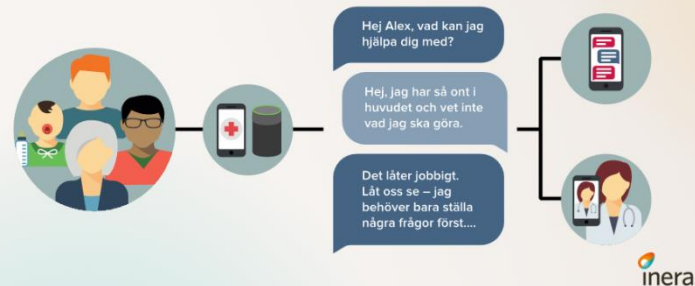 Hej Alex, vad kan jag
hjälpa dig med?
Hej, jag har så ont i
huvudet och vet inte
vad jag ska göra.
Det låter jobbigt.
Låt oss se – jag
behöver bara ställa
några frågor först....
inera